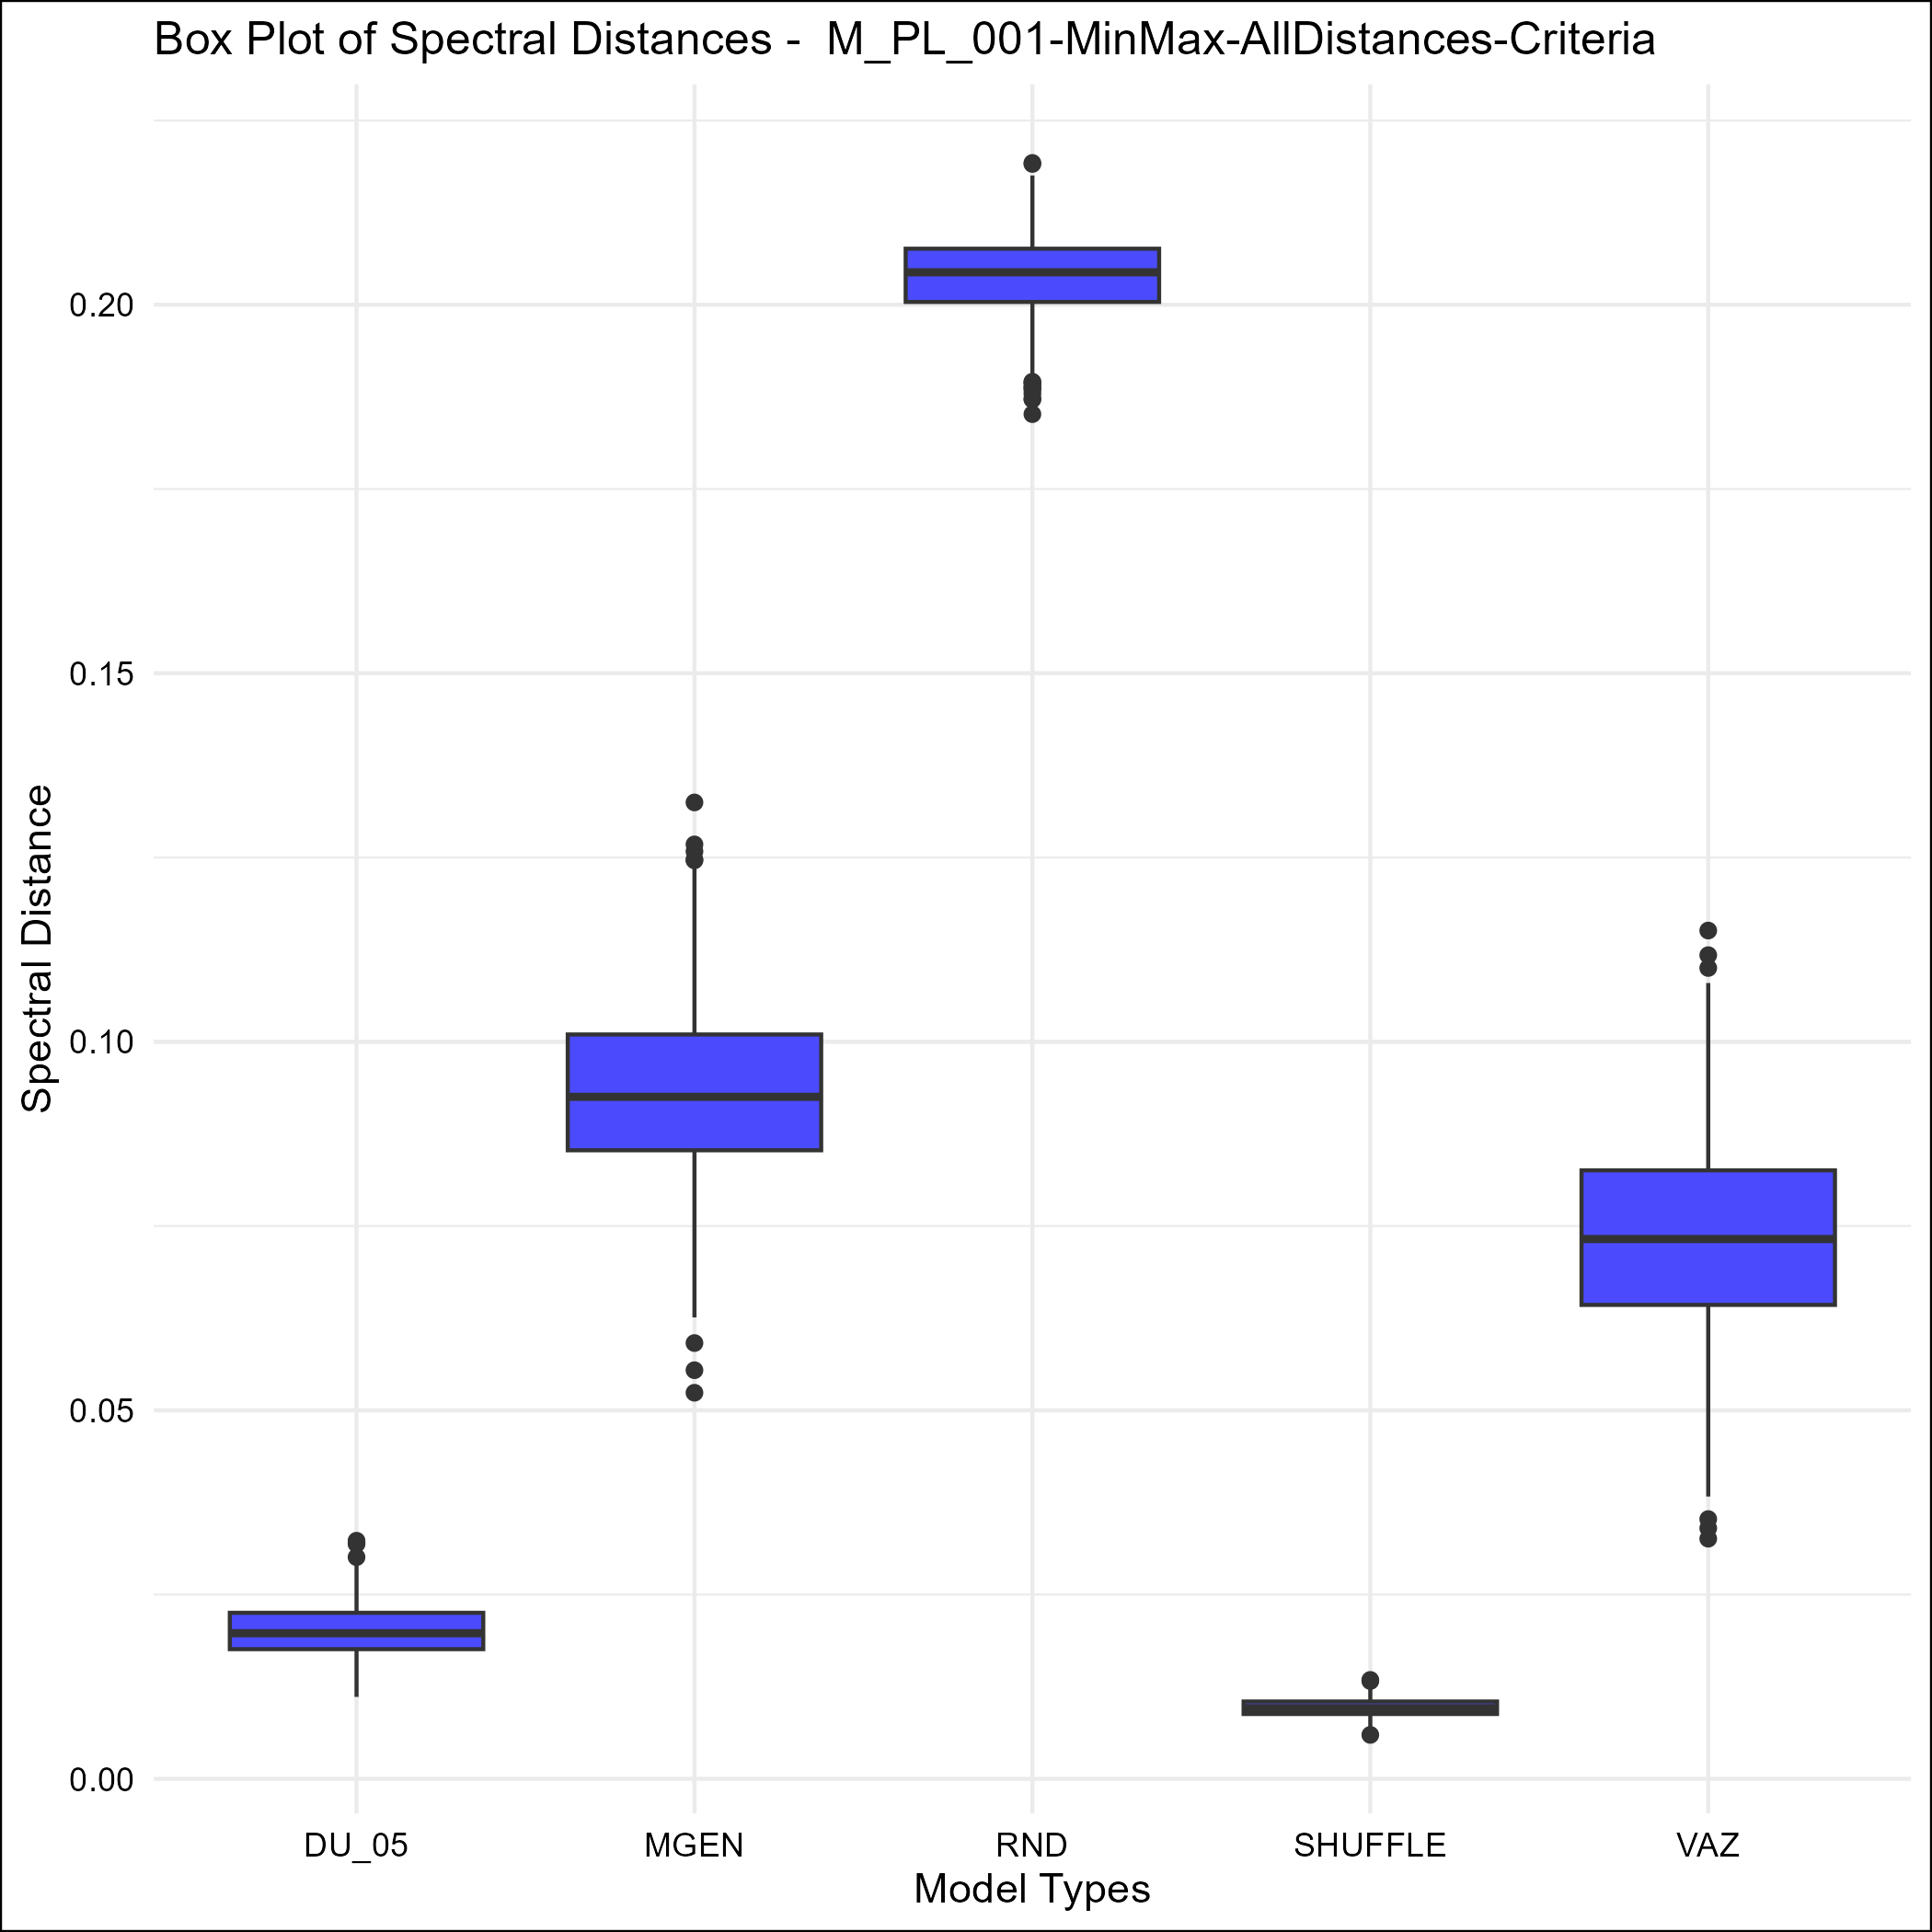 Box Plot of Spectral Distances -  M_PL_001-MinMax-AllDistances-Criteria
0.20
0.15
0.10
0.05
0.00
Spectral Distance
DU_05 MGEN RND SHUFFLE VAZ
Model Types